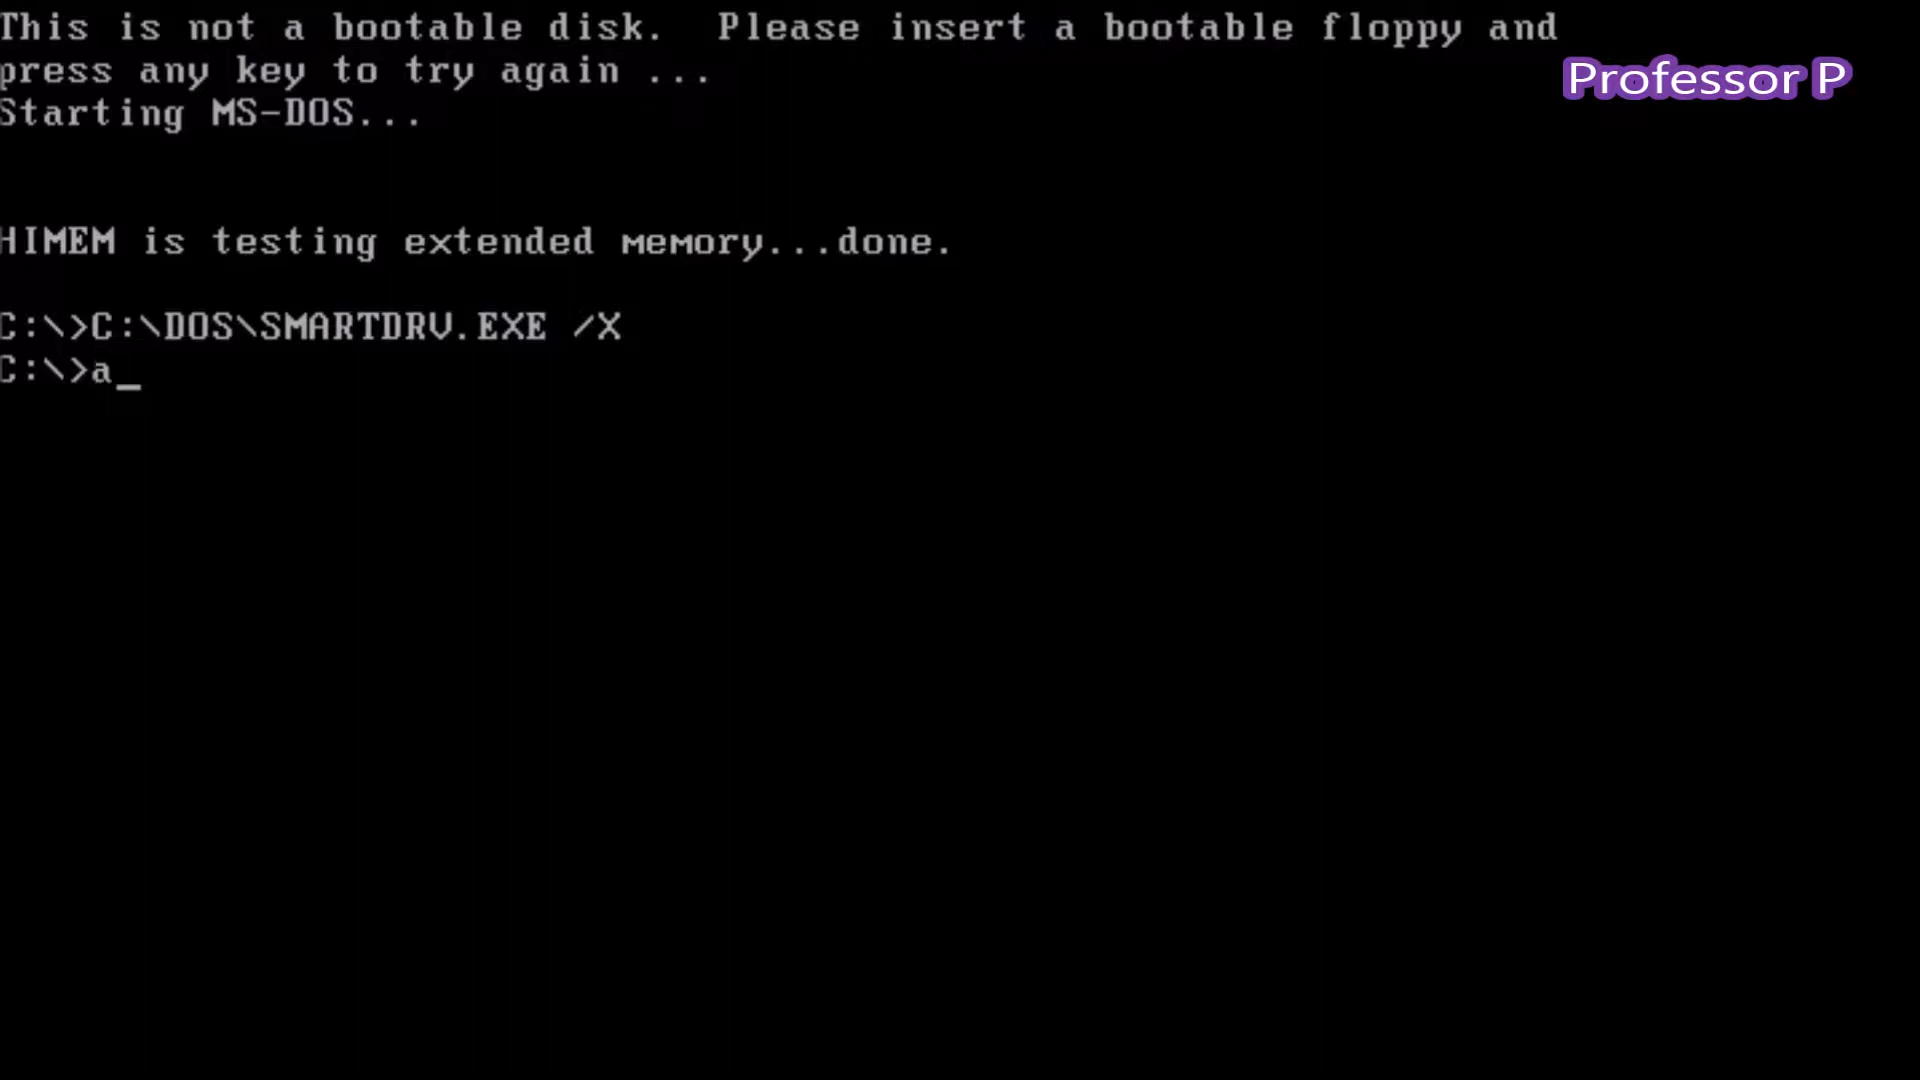 This is not a bootable disk.  Please insert a bootable floppy and
press any key to try again ...
Professor P
Starting MS-DOS...
HIMEM is testing extended memory...done.
C:\>C:\DOS\SMARTDRV.EXE /X
C:\>a_